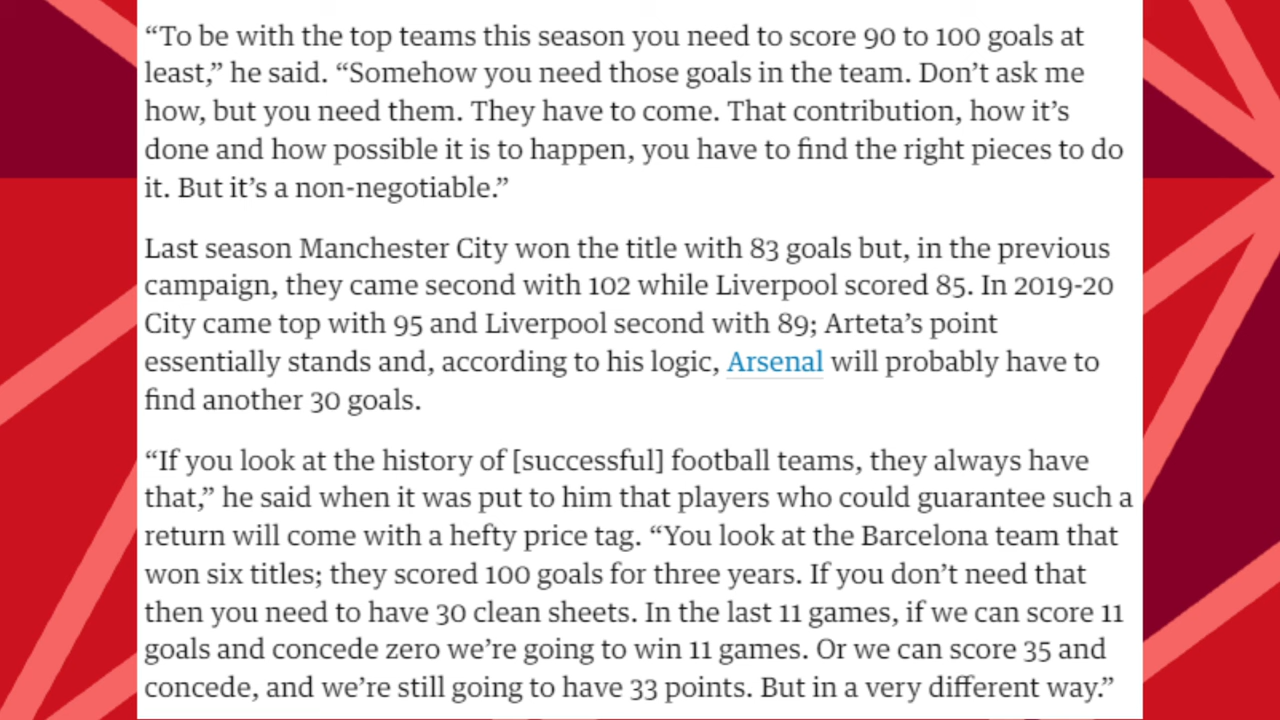 “To be with the top teams this season you need to score 90 to 100 goals at
least,” he said. “Somehow you need those goals in the team. Don’t ask me
how, but you need them. They have to come. That contribution, how it’s
done and how possible it is to happen, you have to find the right pieces to do
it. But it’s a non-negotiable.”
Last season Manchester City won the title with 83 goals but, in the previous
campaign, they came second with 102 while Liverpool scored 85. In 2019-20
City came top with 95 and Liverpool second with 89; Arteta’s point
essentially stands and, according to his logic, Arsenal will probably have to
find another 30 goals.
“If you look at the history of [successful] football teams, they always have
that,” he said when it was put to him that players who could guarantee such a
return will come with a hefty price tag. “You look at the Barcelona team that
won six titles; they scored 100 goals for three years. If you don’t need that
then you need to have 30 clean sheets. In the last 11 games, if we can score 11
goals and concede zero we’re going to win 11 games. Or we can score 35 and
concede, and we’re still going to have 33 points. But in a very different way.”